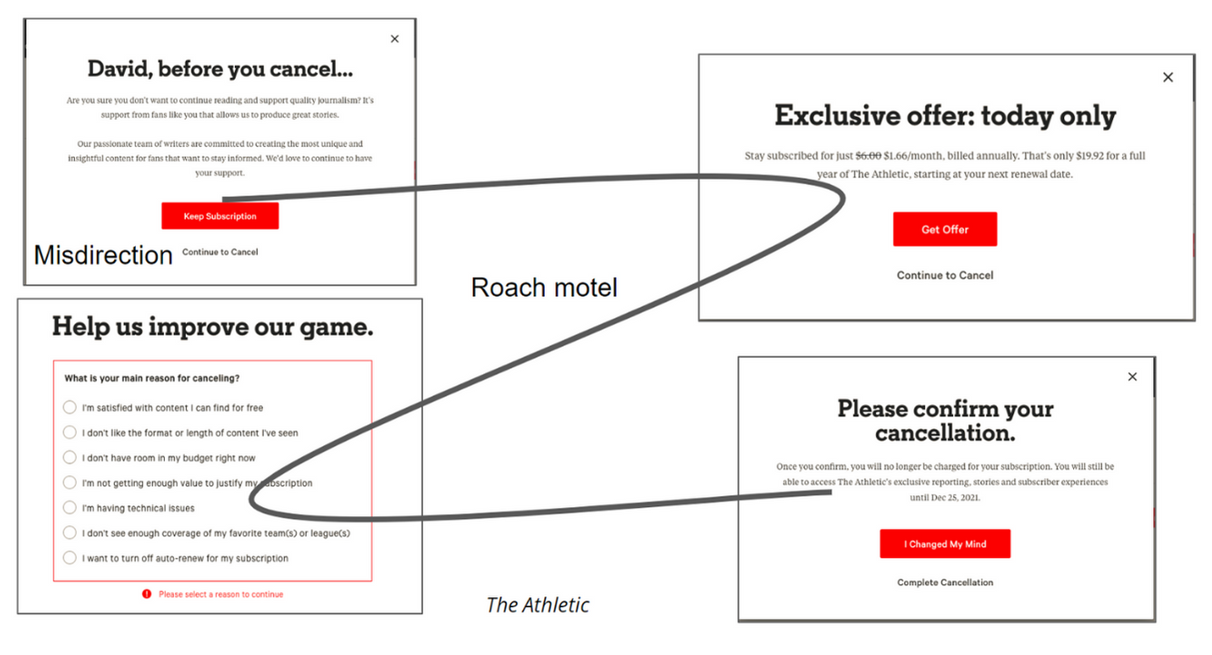 David, before you cancel...
Are you sure you don't want to continue reading and support quality journalism? It's
support from fans like you that allows us to produce great stories.
Our passionate team of writers are committed to creating the most unique and
insightful content for fans that want to stay informed. We'd love to continue to have
your support.
Keep Subscription
Misdirection
Continue to Cancel
Exclusive offer: today only
Stay subscribed for just $6.00 $1.66/month, billed annually. That's only $19.92 for a full
year of The Athletic, starting at your next renewal date.
Get Offer
Continue to Cancel
Roach motel
Help us improve our game.
What is your main reason for canceling?
I'm satisfied with content I can find for free
I don't like the format or length of content I've seen
I don't have room in my budget right now
I'm not getting enough value to justify my subscription
I'm having technical issues
I don't see enough coverage of my favorite team(s) or league(s)
I want to turn off auto-renew for my subscription
Please select a reason to continue
Please confirm your
cancellation.
Once you confirm, you will no longer be charged for your subscription. You will still be
able to access The Athletic's exclusive reporting, stories and subscriber experiences
until Dec 25, 2021.
I Changed My Mind
Complete Cancellation
The Athletic